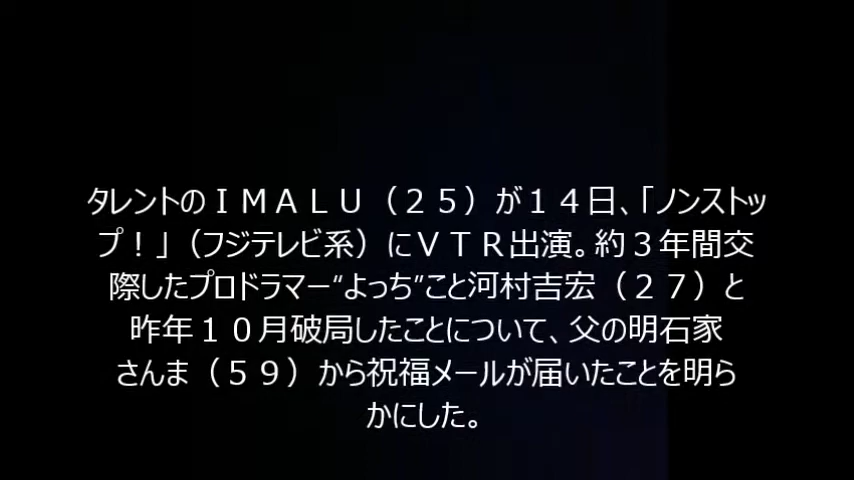 タレントのＩＭＡＬＵ（２５）が１４日、「ノンストッ
プ！」（フジテレビ系）にＶＴＲ出演。約３年間交
際したプロドラマー“よっち”こと河村吉宏（２７）と
昨年１０月破局したことについて、父の明石家
さんま（５９）から祝福メールが届いたことを明ら
かにした。